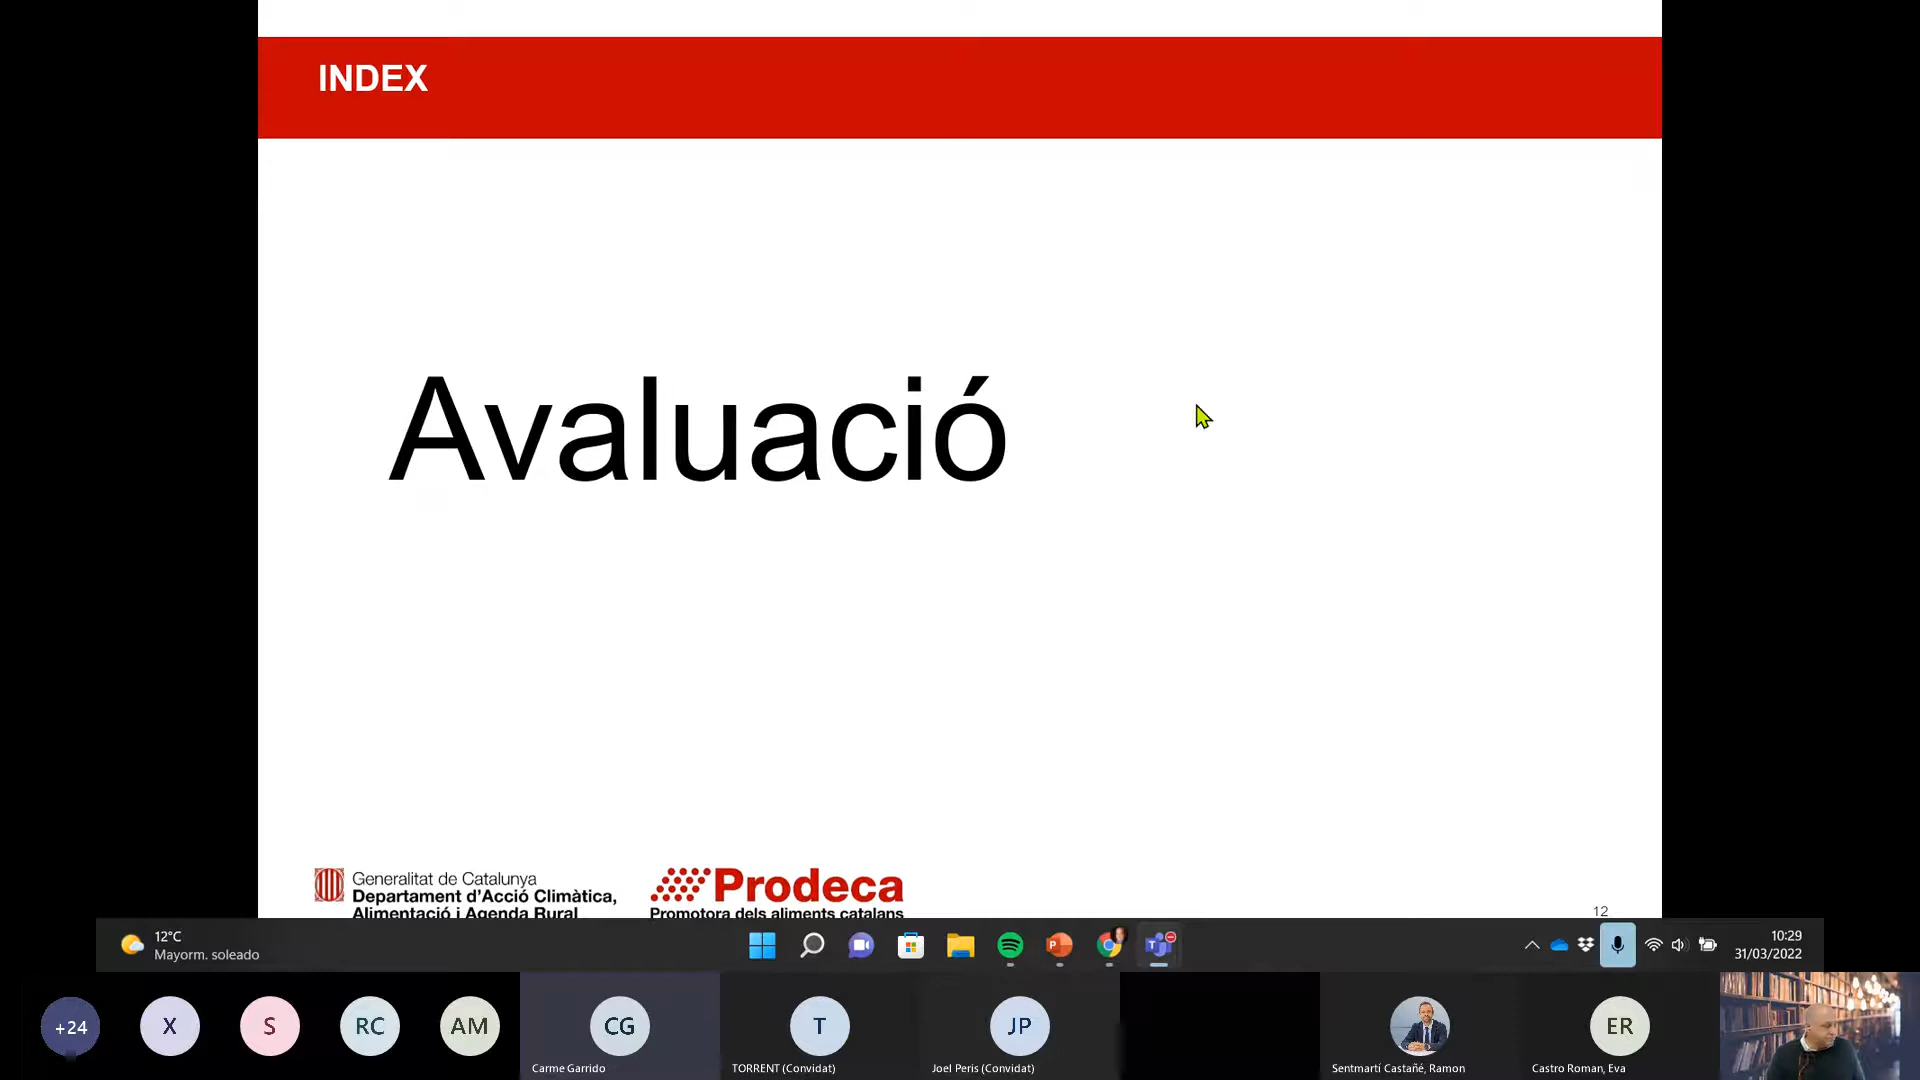 INDEX
Avaluació
Generalitat de Catalunya
Departament d'Acció Climàtica,
Alimentació i Agenda Rural
Prodeca
Promotora dels aliments catalans
12
12°C
Mayorm. soleado
10:29
31/03/2022
+24
X
S
RC
AM
CG
T
JP
ER
Carme Garrido
TORRENT (Convidat)
Joel Peris (Convidat)
Sentmartí Castañé, Ramon
Castro Roman, Eva